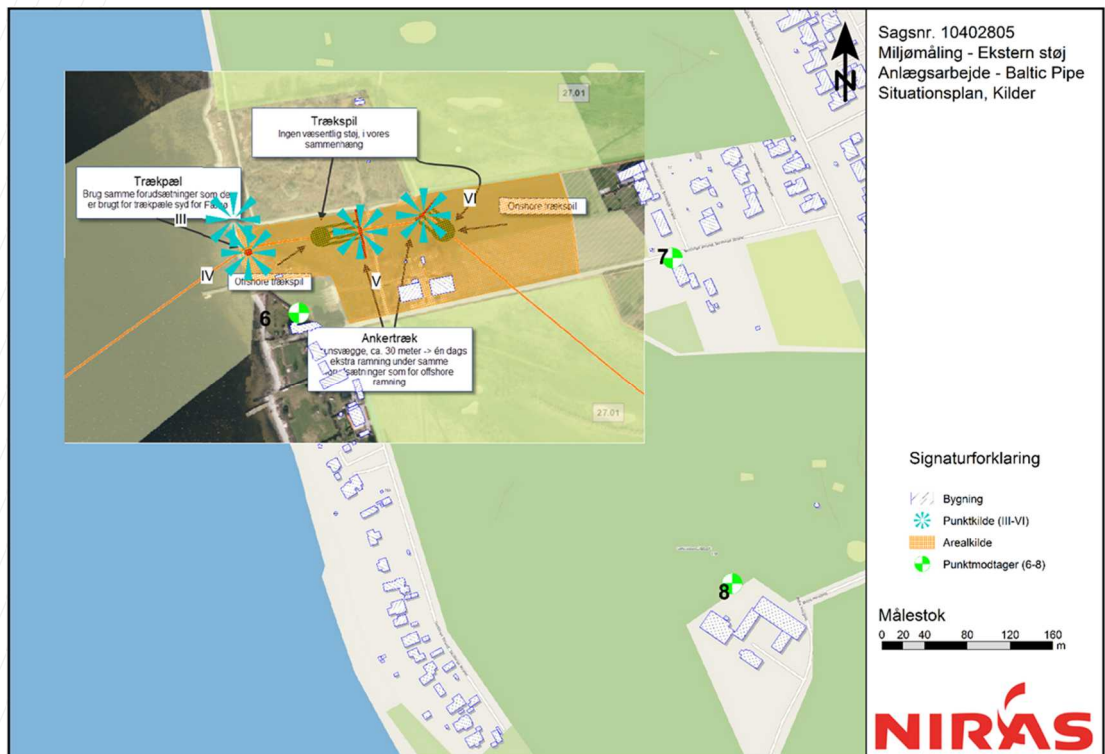 Sagsnr. 10402805
Miljømåling - Ekstern støj
Anlægsarbejde - Baltic Pipe
Situationsplan, Kilder
N
27.01
Trækspil
Ingen væsentlig støj, i vores
sammenhæng
Trækpæl
Brug samme forudsætninger som de
er brugt for trækpæle syd for
III
VI
Onshore trækspil
IV
V
Offshore trækspil
6
7
Ankertræk
ca. 30 meter -> én dags
ekstra ramning under samme
som for offshore
ramning
27.01
8
Signaturforklaring
Bygning
Punktkilde (III-VI)
Arealkilde
Punktmodtager (6-8)
Målestok
0 20 40 80 120 160
m
NIRAS